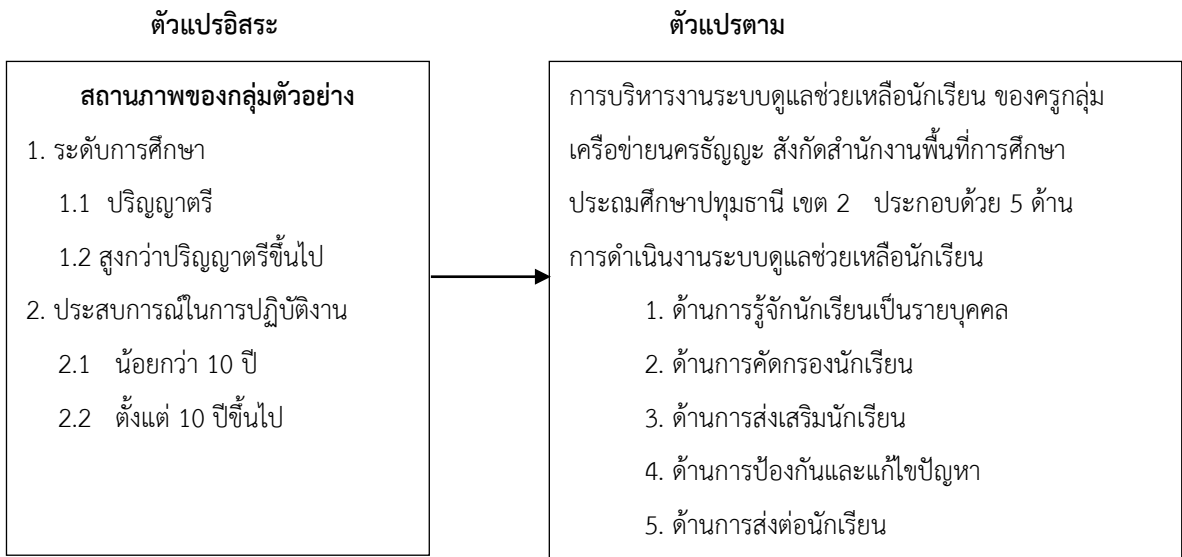 ตัวแปรอิสระ
ตัวแปรตาม
สถานภาพของกลุ่มตัวอย่าง
1. ระดับการศึกษา
1.1 ปริญญาตรี
1.2 สูงกว่าปริญญาตรีขึ้นไป
2. ประสบการณ์ในการปฏิบัติงาน
2.1 น้อยกว่า 10 ปี
2.2 ตั้งแต่ 10 ปีขึ้นไป
การบริหารงานระบบดูแลช่วยเหลือนักเรียน ของครูกลุ่ม
เครือข่ายนครธัญญะ สังกัดสำนักงานพื้นที่การศึกษา
ประถมศึกษาปทุมธานี เขต 2 ประกอบด้วย 5 ด้าน
การดำเนินงานระบบดูแลช่วยเหลือนักเรียน
1. ด้านการรู้จักนักเรียนเป็นรายบุคคล
2. ด้านการคัดกรองนักเรียน
3. ด้านการส่งเสริมนักเรียน
4. ด้านการป้องกันและแก้ไขปัญหา
5. ด้านการส่งต่อนักเรียน